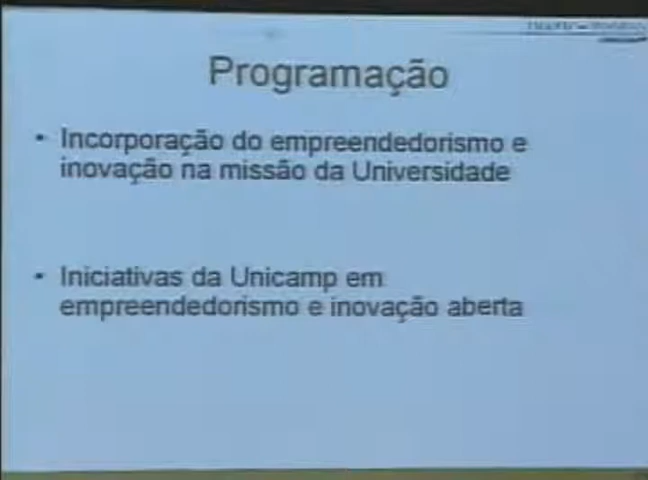 Programação
• Incorporação do empreendedorismo e
inovação na missão da Universidade
• Iniciativas da Unicamp em
empreendedorismo e inovação aberta